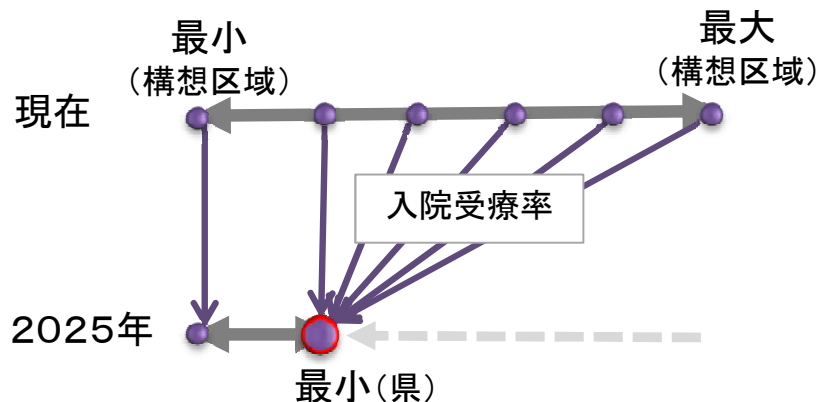 最小
（構想区域）
最大
（構想区域）
現在
入院受療率
２０２５年
最小（県）